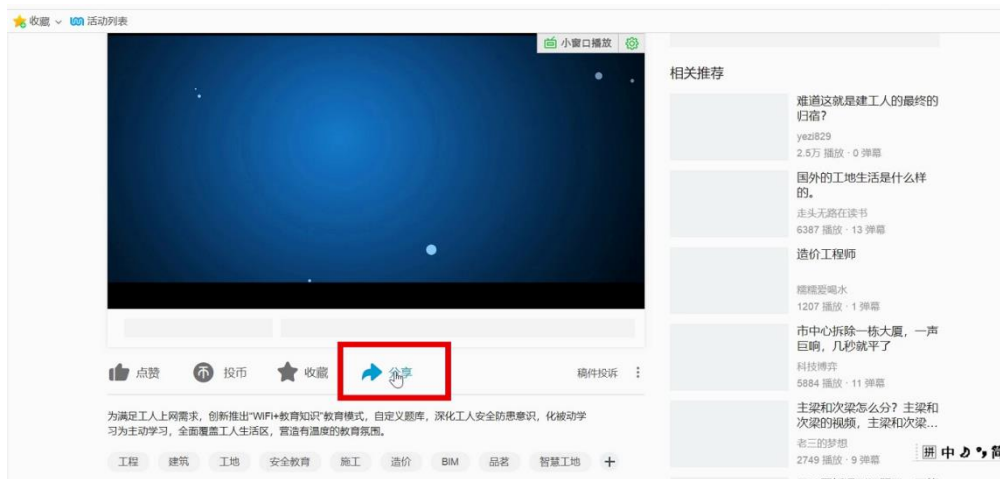 收藏 活动列表
小窗口播放
相关推荐
难道这就是建工人的最终的
归宿?
yezi829
2.5万 播放 · 0 弹幕
国外的工地生活是什么样
的。
走头无路在读书
6387 播放 · 13 弹幕
造价工程师
糯糯爱喝水
1207 播放 · 1 弹幕
市中心拆除一栋大厦，一声
巨响，几秒就平了
科技博弈
5884 播放 · 11 弹幕
主梁和次梁怎么分？主梁和
次梁的视频，主梁和次梁...
老三的梦想
2749 播放 · 9 弹幕
点赞 投币 收藏 分享 稿件投诉
为满足工人上网需求，创新推出“WiFi+教育知识”教育模式，自定义题库，深化工人安全防患意识，化被动学
习为主动学习，全面覆盖工人生活区，营造有温度的教育氛围。
工程 建筑 工地 安全教育 施工 造价 BIM 品茗 智慧工地 +
拼 中 简